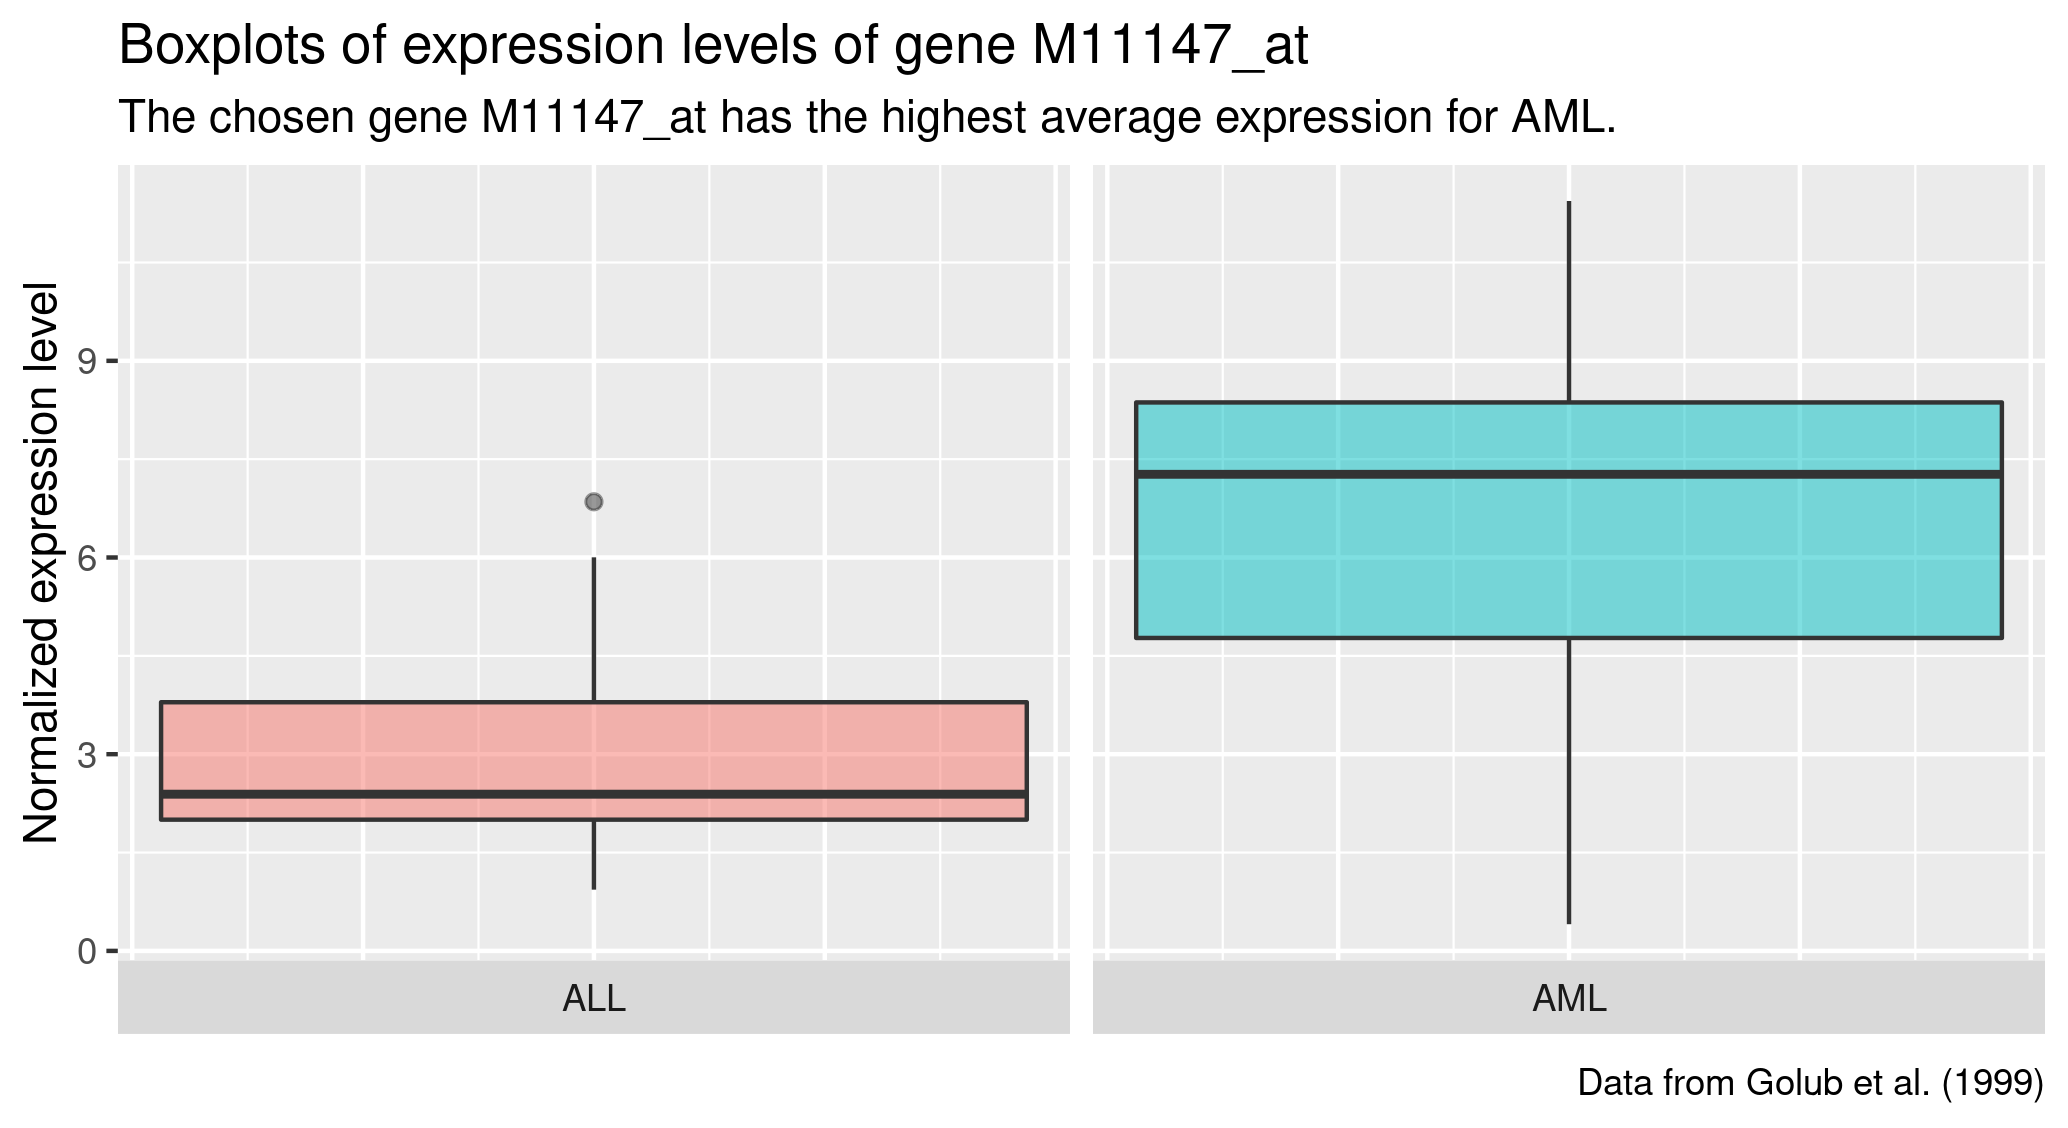 Boxplots of expression levels of gene M11147_at
The chosen gene M11147_at has the highest average expression for AML.
Normalized expression level
9
6
3
0
ALL
AML
Data from Golub et al. (1999)